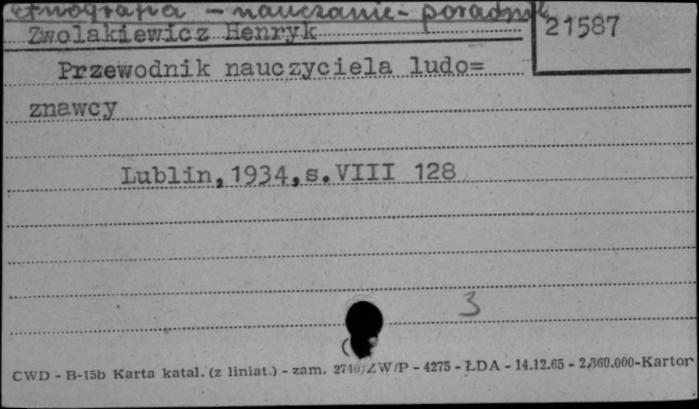 etnografia - nauczanie - poradnik
21587
Zwolakiewicz Henryk
Przewodnik nauczyciela ludo=
znawcy
Lublin,1934,s.VIII 128
3
CWD - B-15b Karta katal. (z liniat.) - zam. 2740/ZW/P - 4275 - ŁDA - 14.12.65 - 2.360.000-Kartor